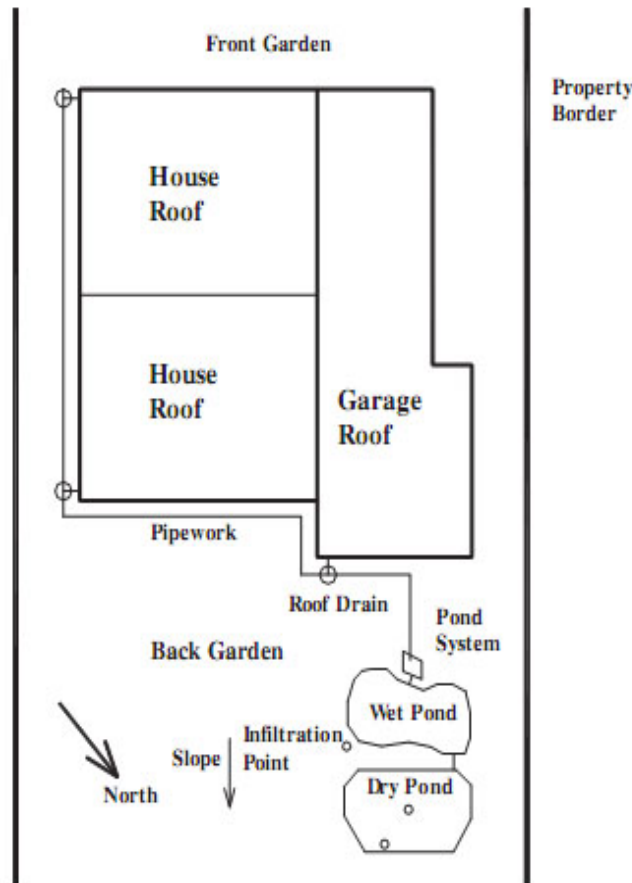 Front Garden
Property
Border
House
Roof
House
Roof
Garage
Roof
Pipework
Roof Drain
Pond
System
Back Garden
Wet Pond
Infiltration
Point
Slope
Dry Pond
North